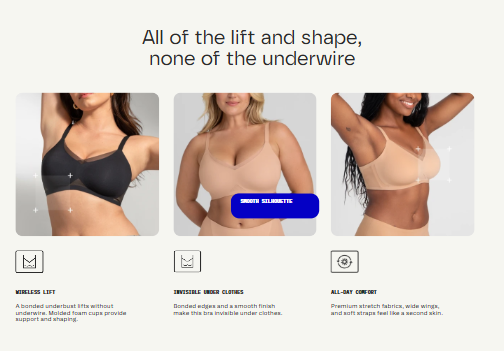 All of the lift and shape,
none of the underwire
SMOOTH SILHOUETTE
WIRELESS LIFT
A bonded underbust lifts without
underwire. Molded foam cups provide
support and shaping.
INVISIBLE UNDER CLOTHES
Bonded edges and a smooth finish
make this bra invisible under clothes.
ALL-DAY COMFORT
Premium stretch fabrics, wide wings,
and soft straps feel like a second skin.